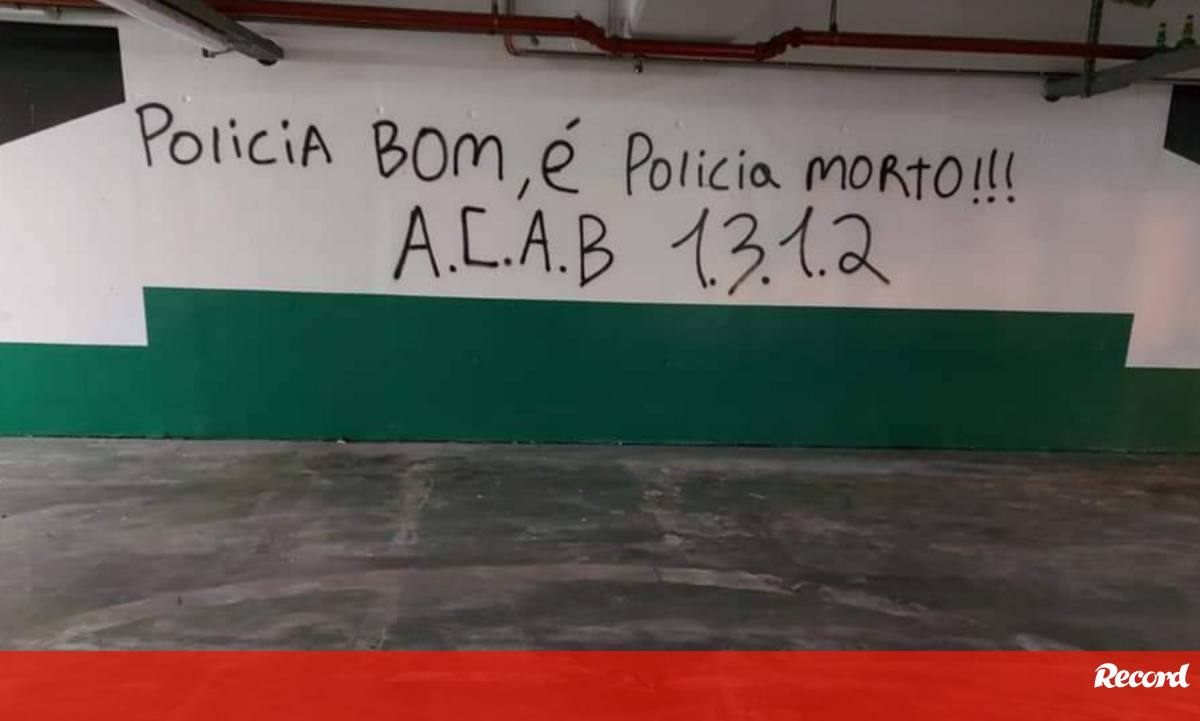 POLICIA BOM, é POLICIA MORTO!!!
A.C.A.B 1.3.1.2
Record